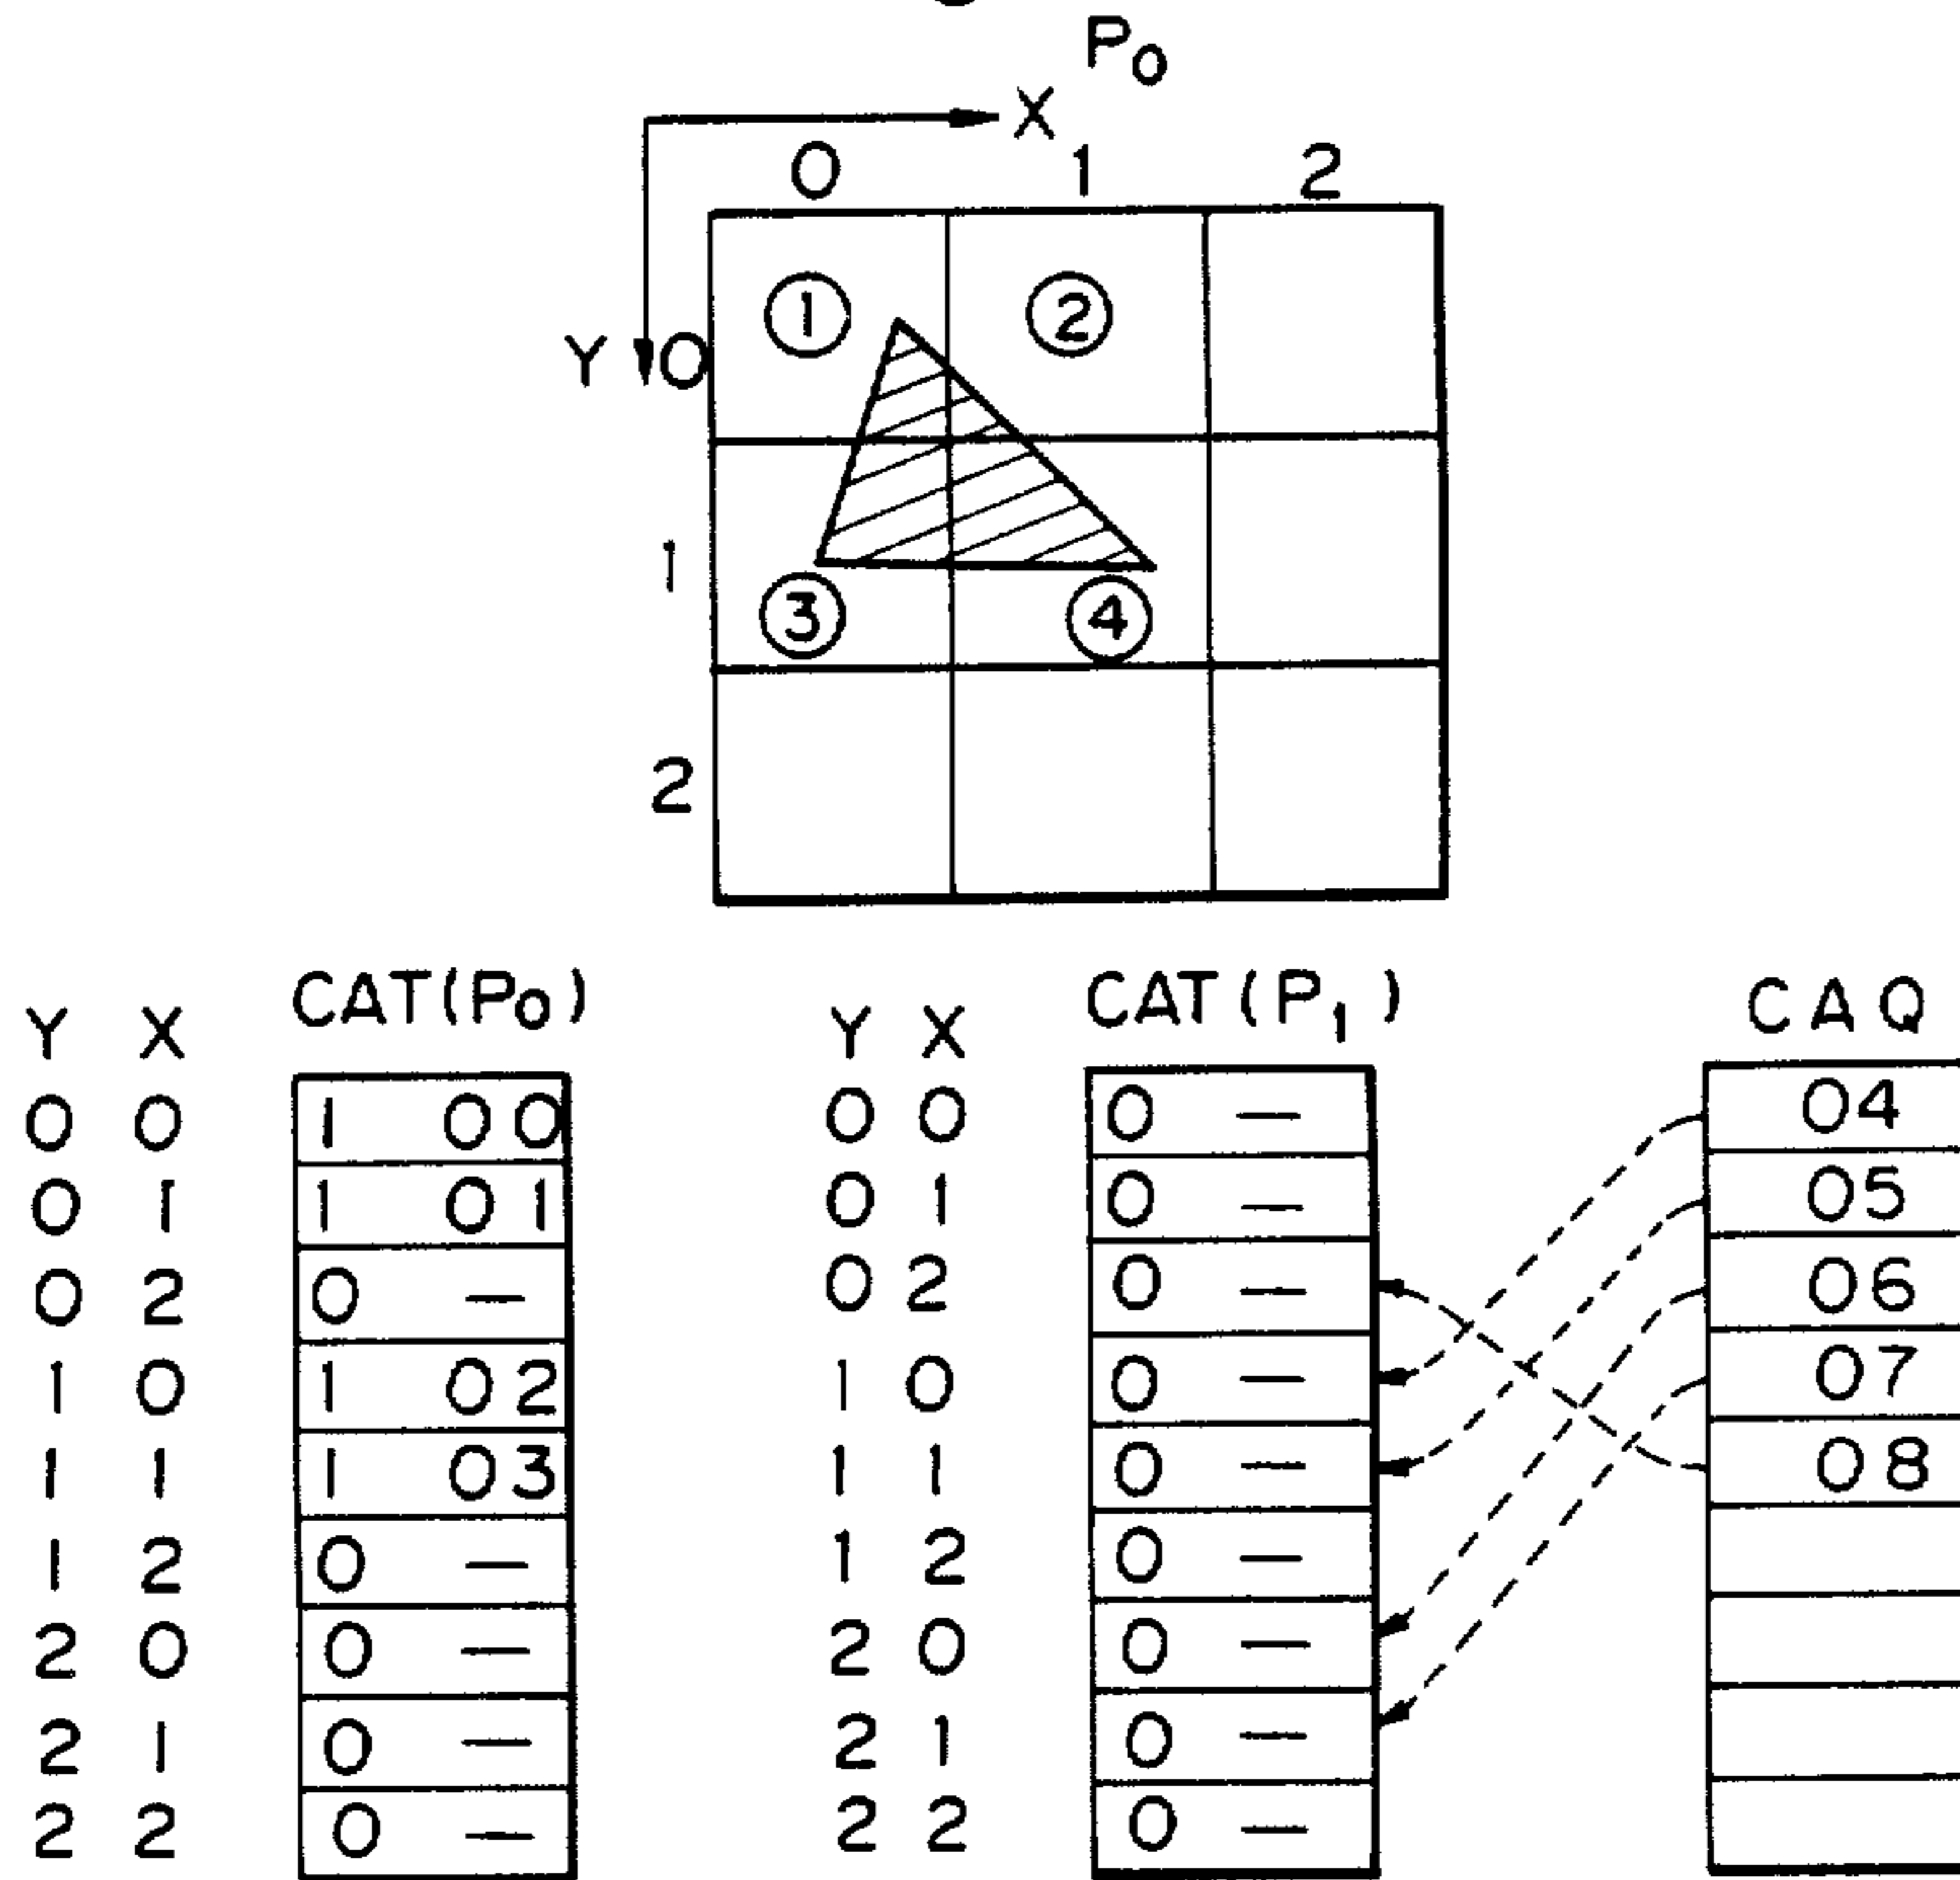 P0
X
0 1 2
① ②
Y 0
1
③ ④
2
Y X CAT(P0) Y X CAT(P1) CAQ
0 0 1 00 0 0 0 — 04
0 1 1 01 0 1 0 — 05
0 2 0 — 0 2 0 — 06
1 0 1 02 1 0 0 — 07
1 1 1 03 1 1 0 — 08
1 2 0 — 1 2 0 —
2 0 0 — 2 0 0 —
2 1 0 — 2 1 0 —
2 2 0 — 2 2 0 —